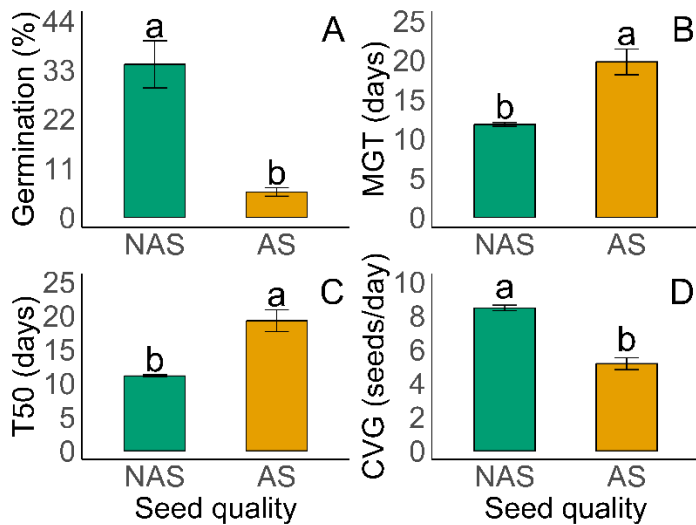 Germination (%)
44
33
22
11
0
a
b
A
NAS AS
MGT (days)
25
20
15
10
5
0
b
a
B
NAS AS
T50 (days)
25
20
15
10
5
0
b
a
C
NAS AS
Seed quality
CVG (seeds/day)
10
8
6
4
2
0
a
b
D
NAS AS
Seed quality